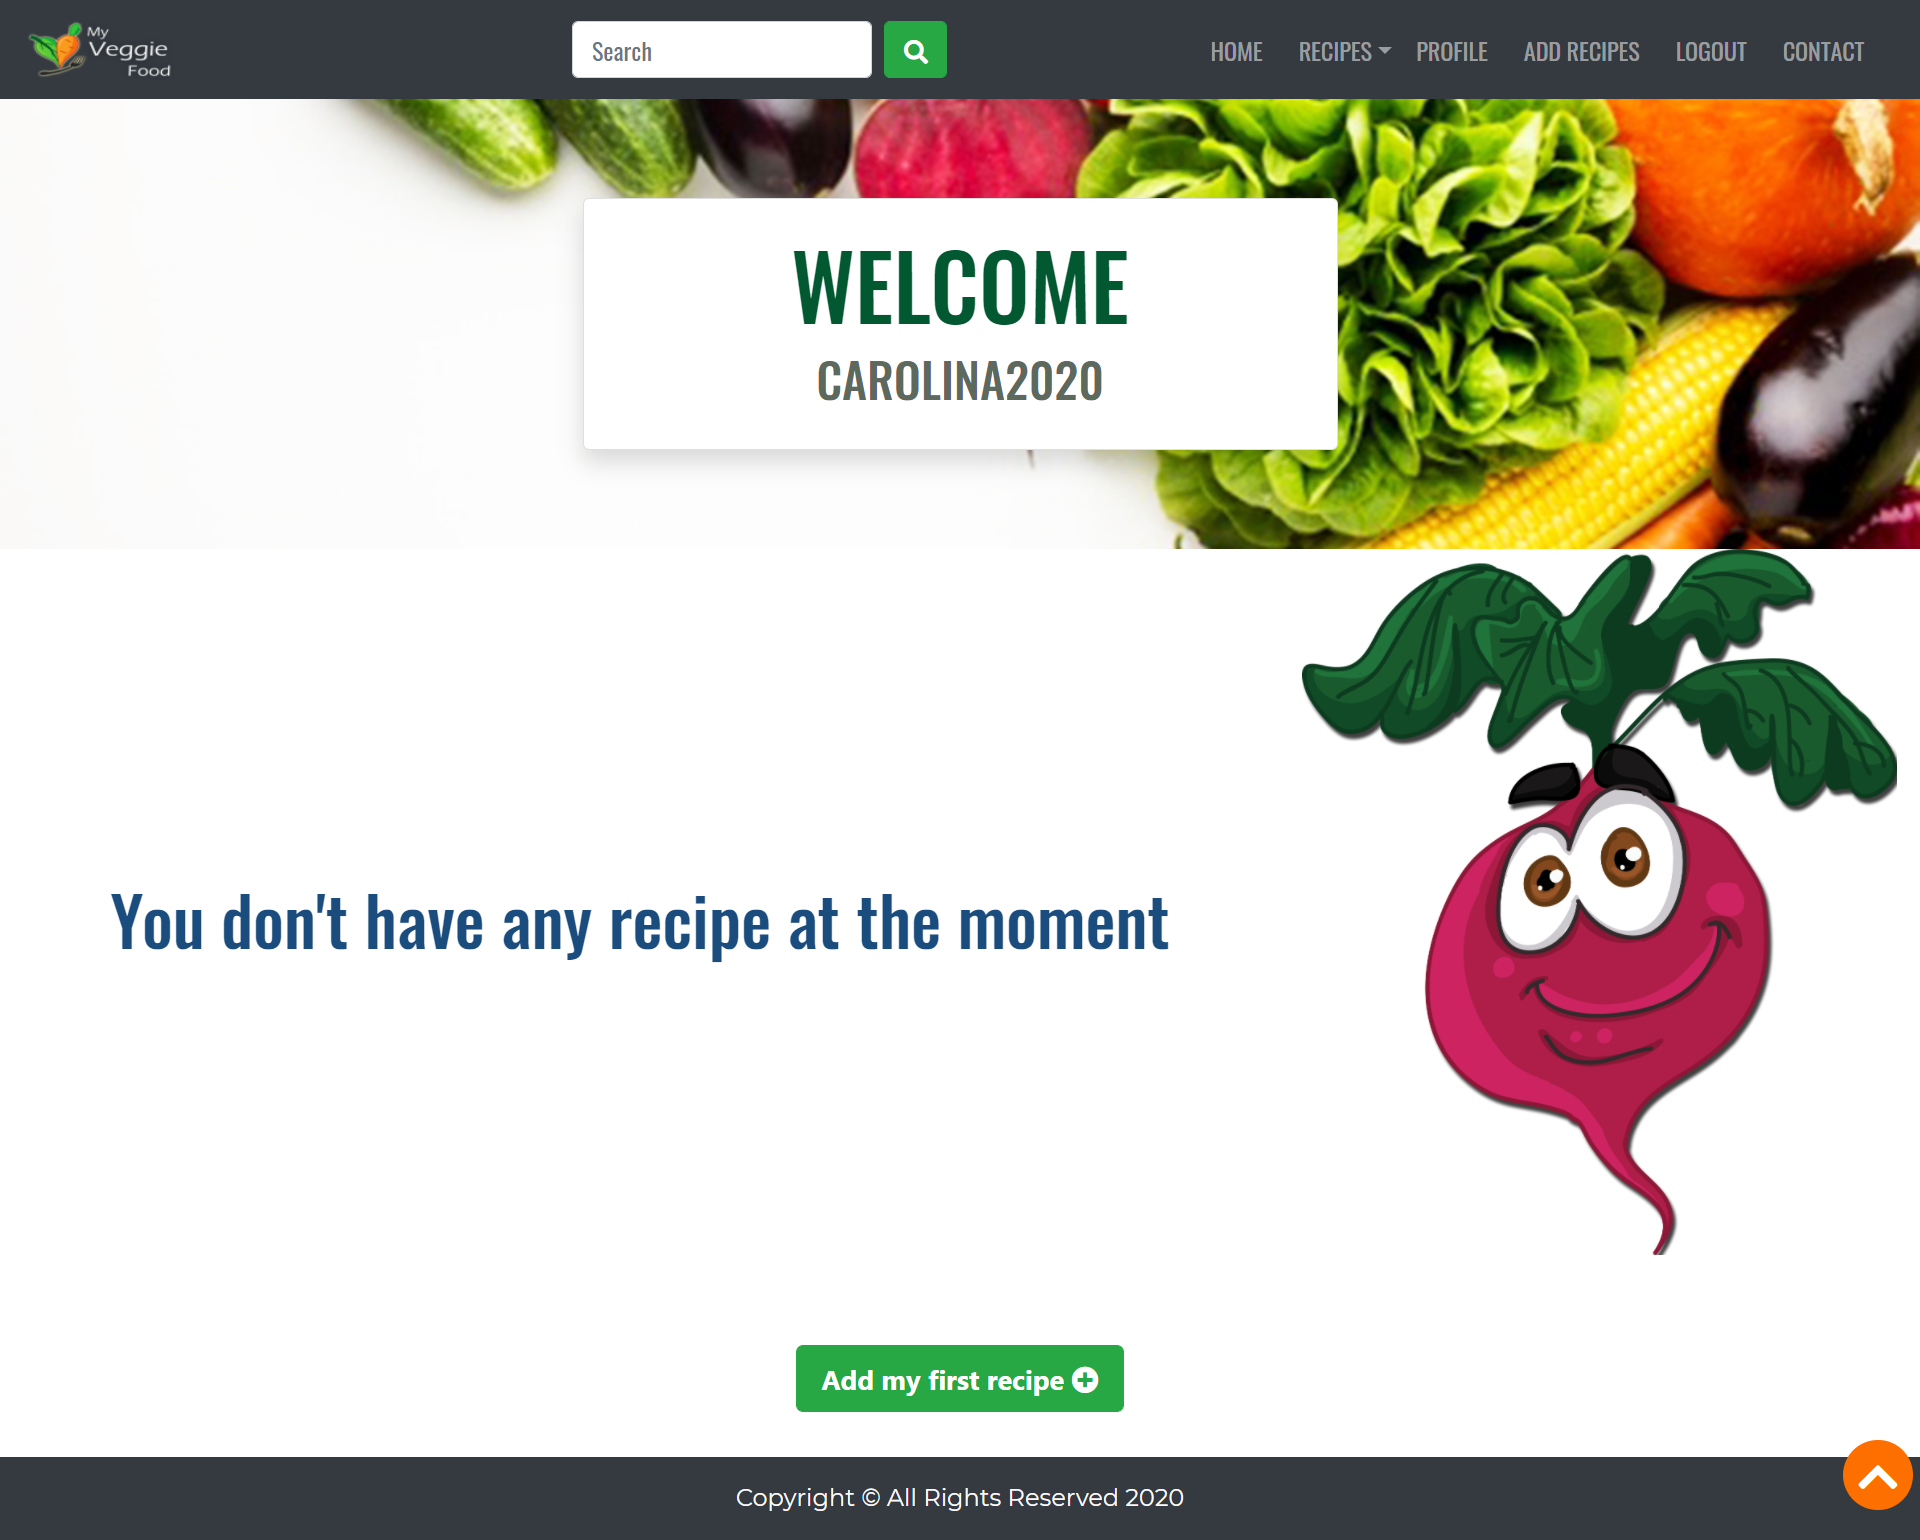 My
Veggie
Food
Search
HOME
RECIPES
PROFILE
ADD RECIPES
LOGOUT
CONTACT
WELCOME
CAROLINA2020
You don't have any recipe at the moment
Add my first recipe
Copyright © All Rights Reserved 2020